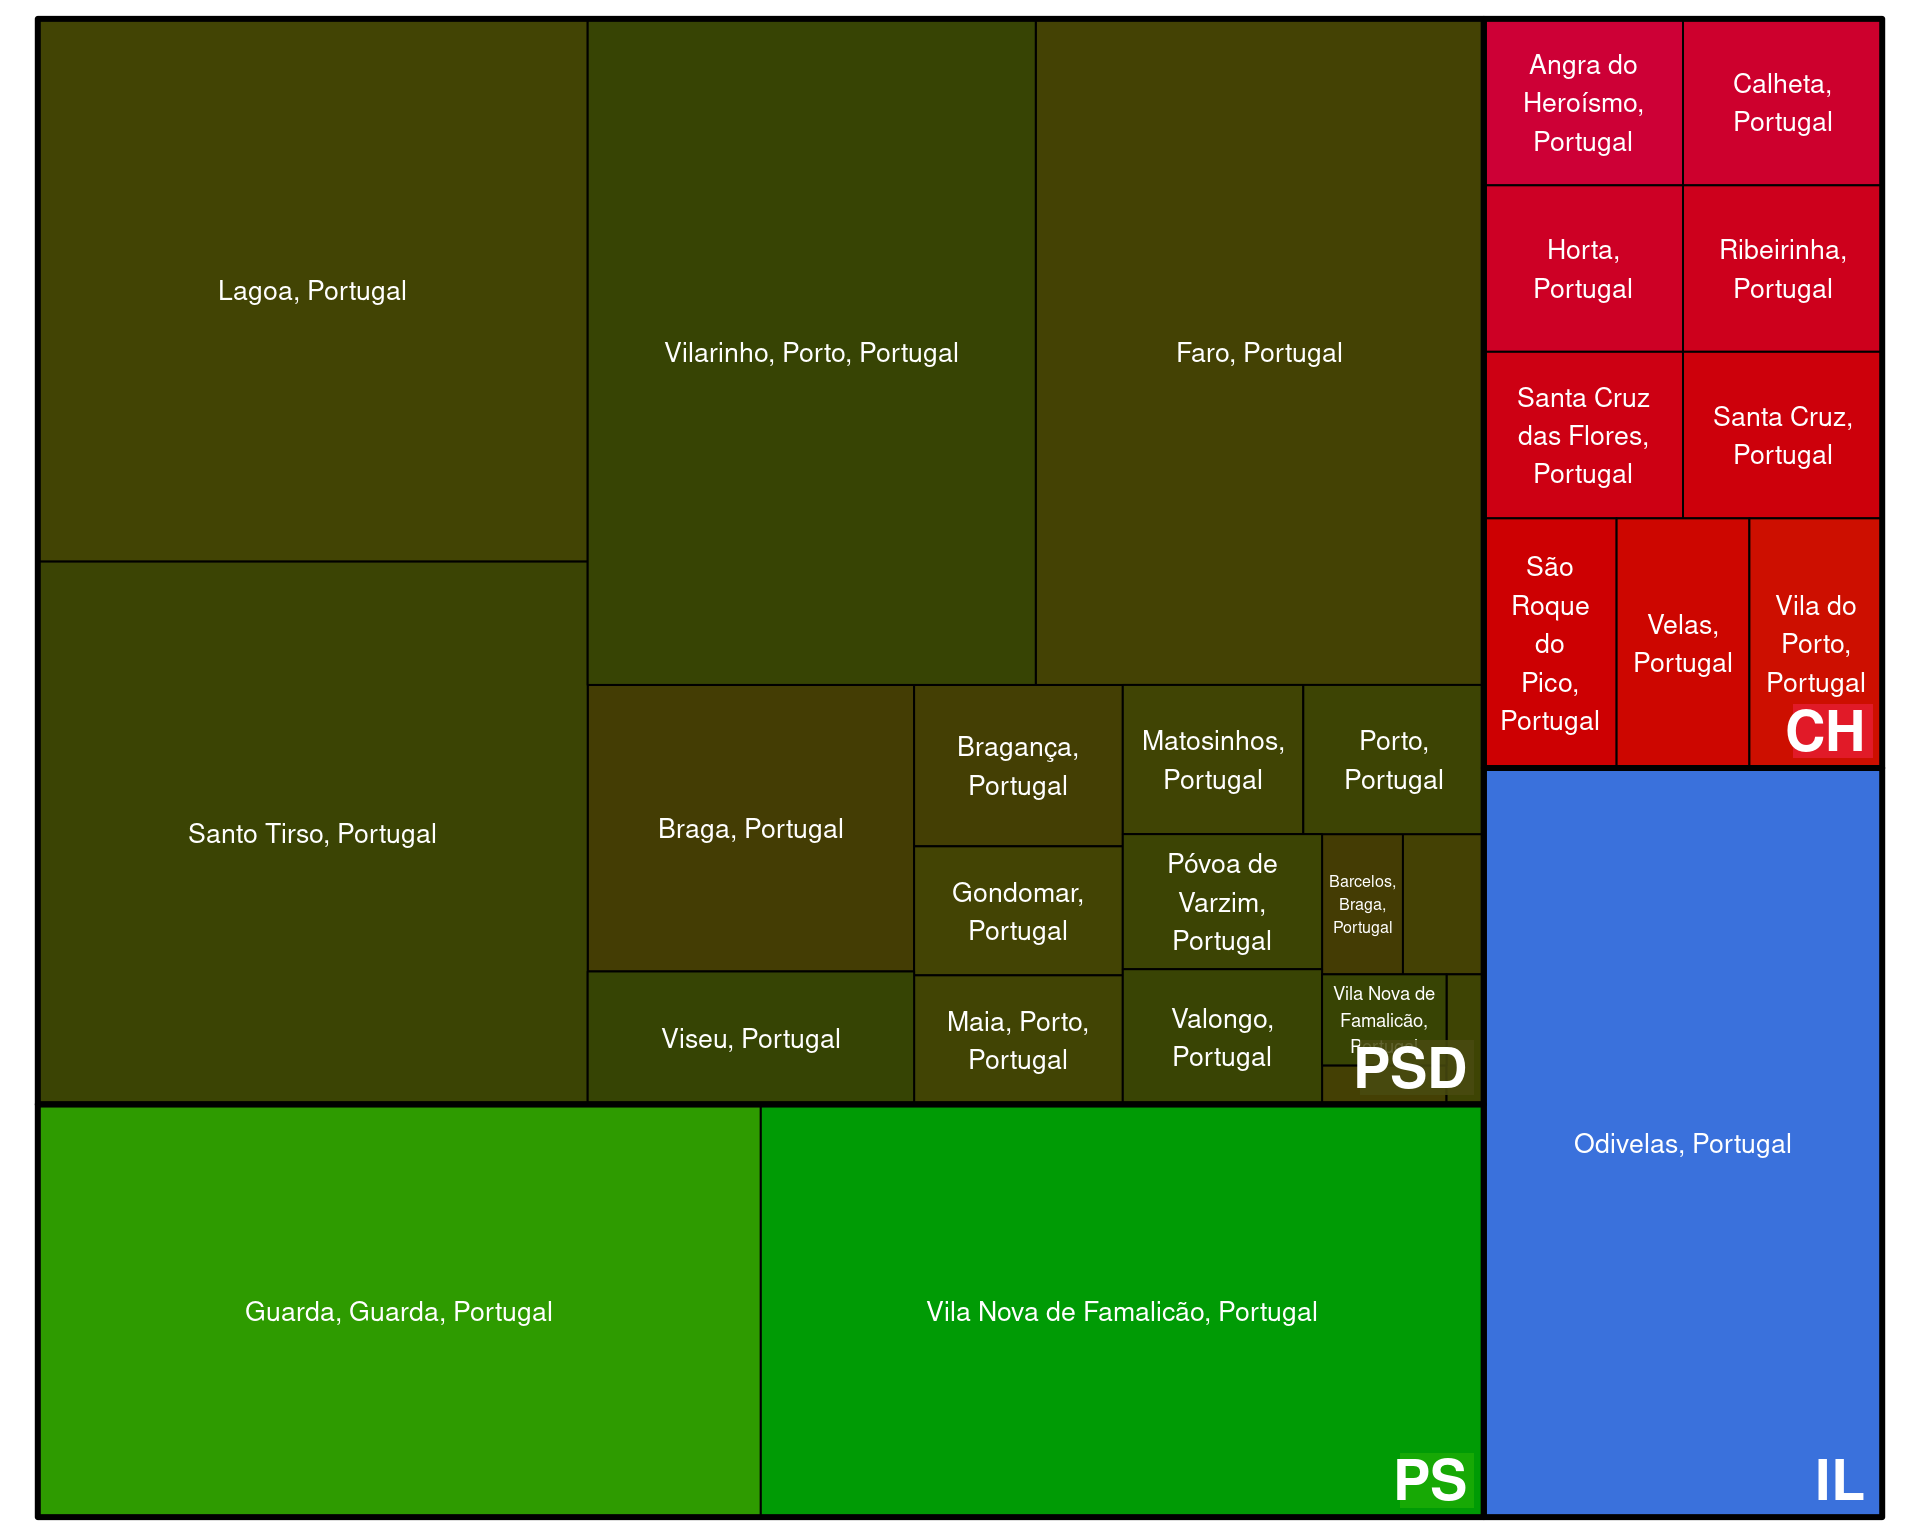 Lagoa, Portugal
Santo Tirso, Portugal
Vilarinho, Porto, Portugal
Faro, Portugal
Braga, Portugal
Viseu, Portugal
Bragança,
Portugal
Gondomar,
Portugal
Maia, Porto,
Portugal
Matosinhos,
Portugal
Porto,
Portugal
Póvoa de
Varzim,
Portugal
Valongo,
Portugal
Barcelos,
Braga,
Portugal
Vila Nova de
Famalicão,
Portugal
PSD
Guarda, Guarda, Portugal
Vila Nova de Famalicão, Portugal
PS
Angra do
Heroísmo,
Portugal
Calheta,
Portugal
Horta,
Portugal
Ribeirinha,
Portugal
Santa Cruz
das Flores,
Portugal
Santa Cruz,
Portugal
São
Roque
do
Pico,
Portugal
Velas,
Portugal
Vila do
Porto,
Portugal
CH
Odivelas, Portugal
IL